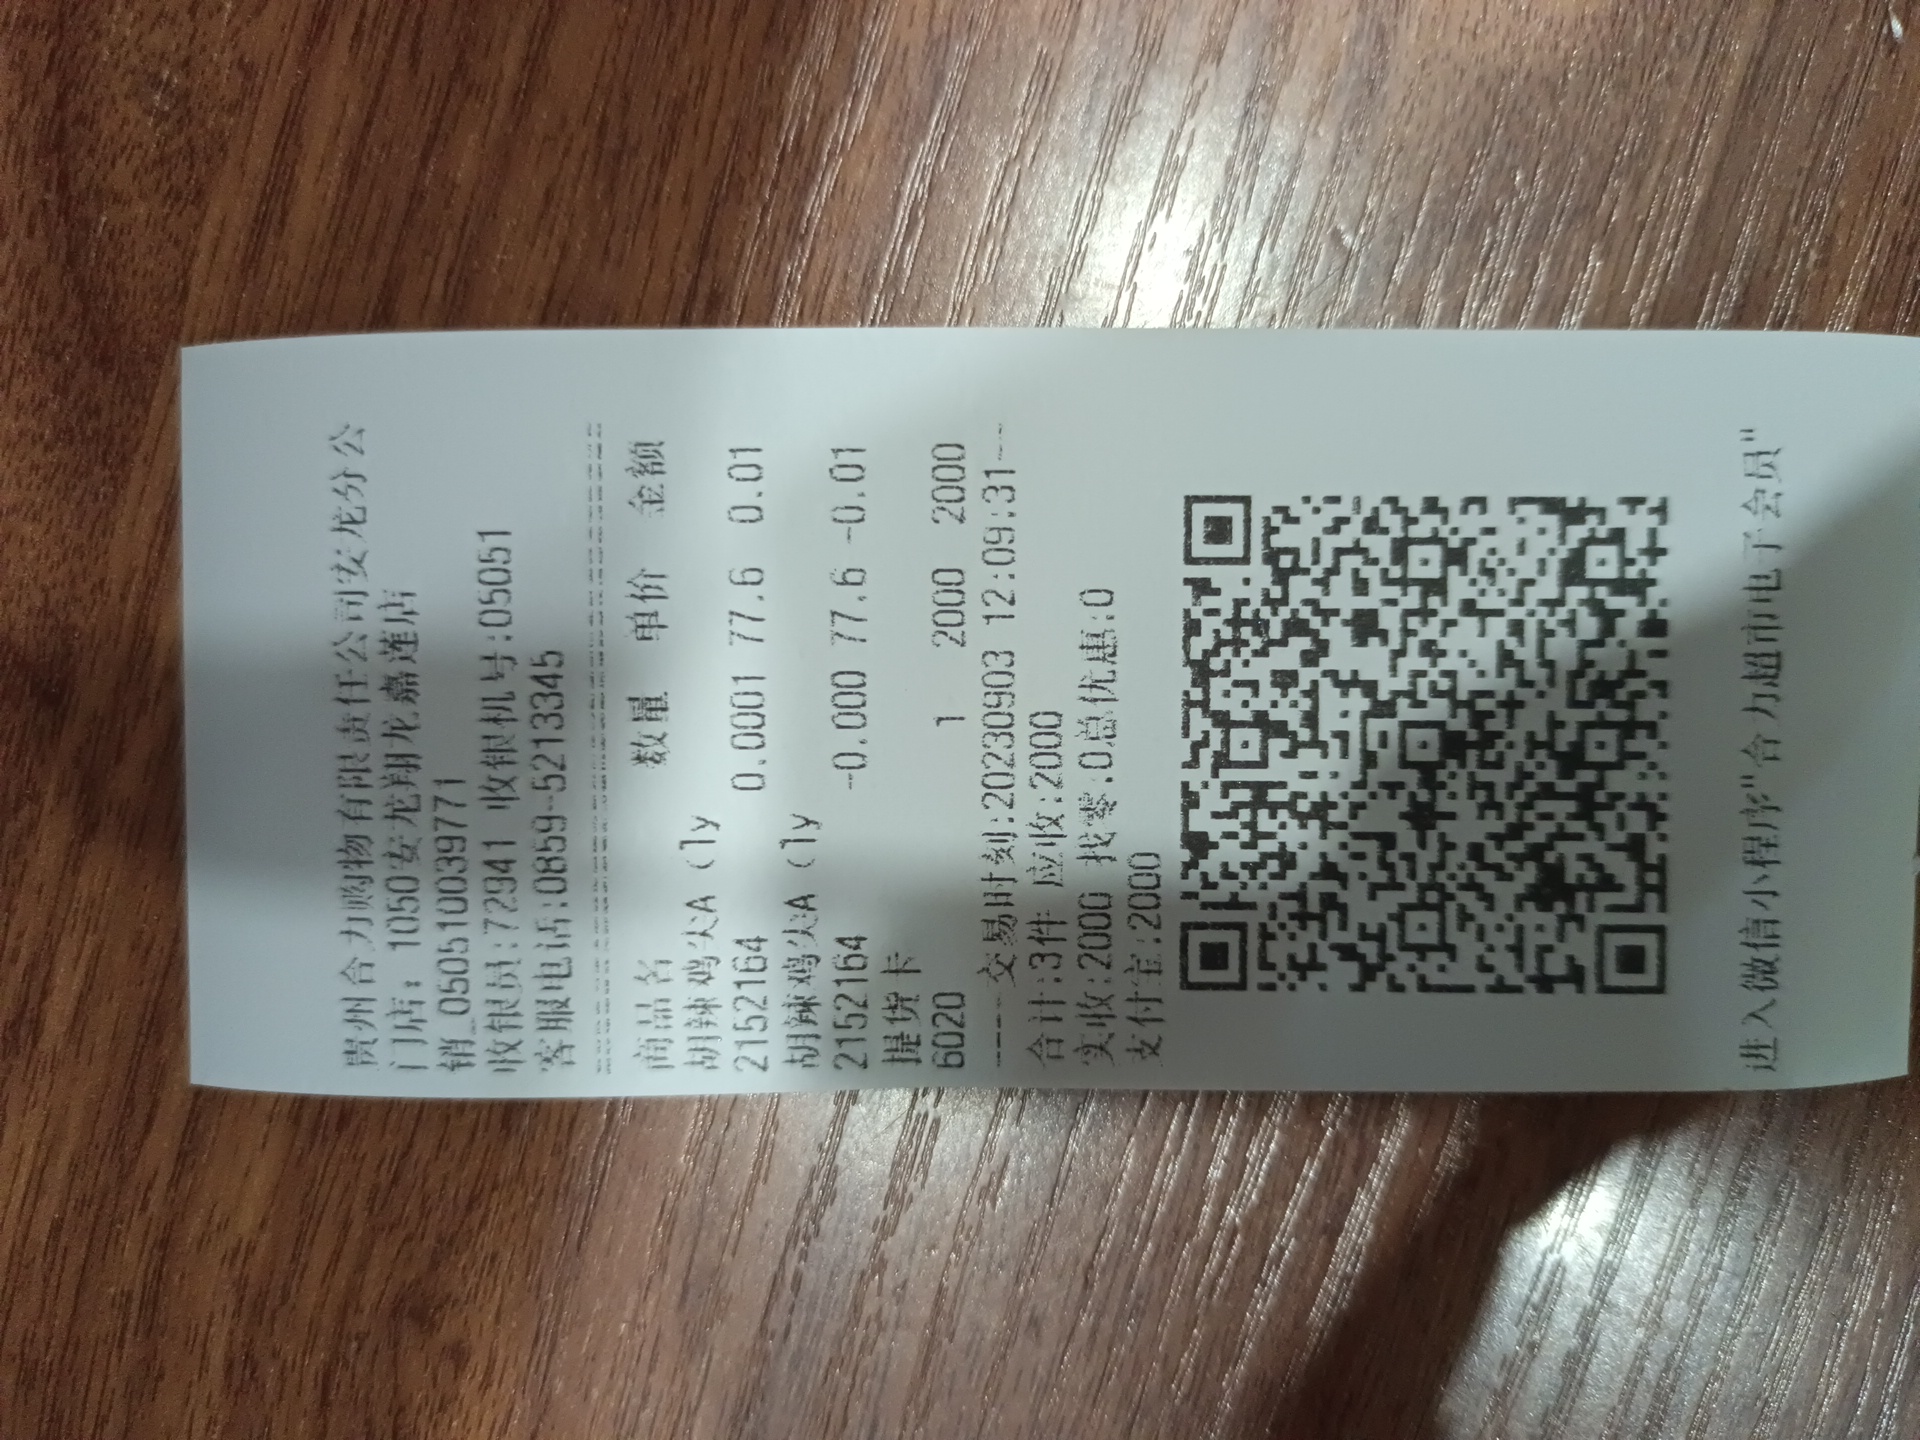 贵州合力购物有限责任公司安龙分公
门店：1050安龙翔龙嘉莲店
销_0505100039771
收银员:72941 收银机号:05051
客服电话:0859-5213345
商品名 数量 单价 金额
胡辣鸡尖A（ly
2152164 0.0001 77.6 0.01
胡辣鸡尖A（ly
2152164 -0.000 77.6 -0.01
提货卡
6020 1 2000 2000
----交易时刻:20230903 12:09:31--
合计:3件 应收:2000
实收:2000 找零:0总优惠:0
支付宝:2000
进入微信小程序"合力超市电子会员"